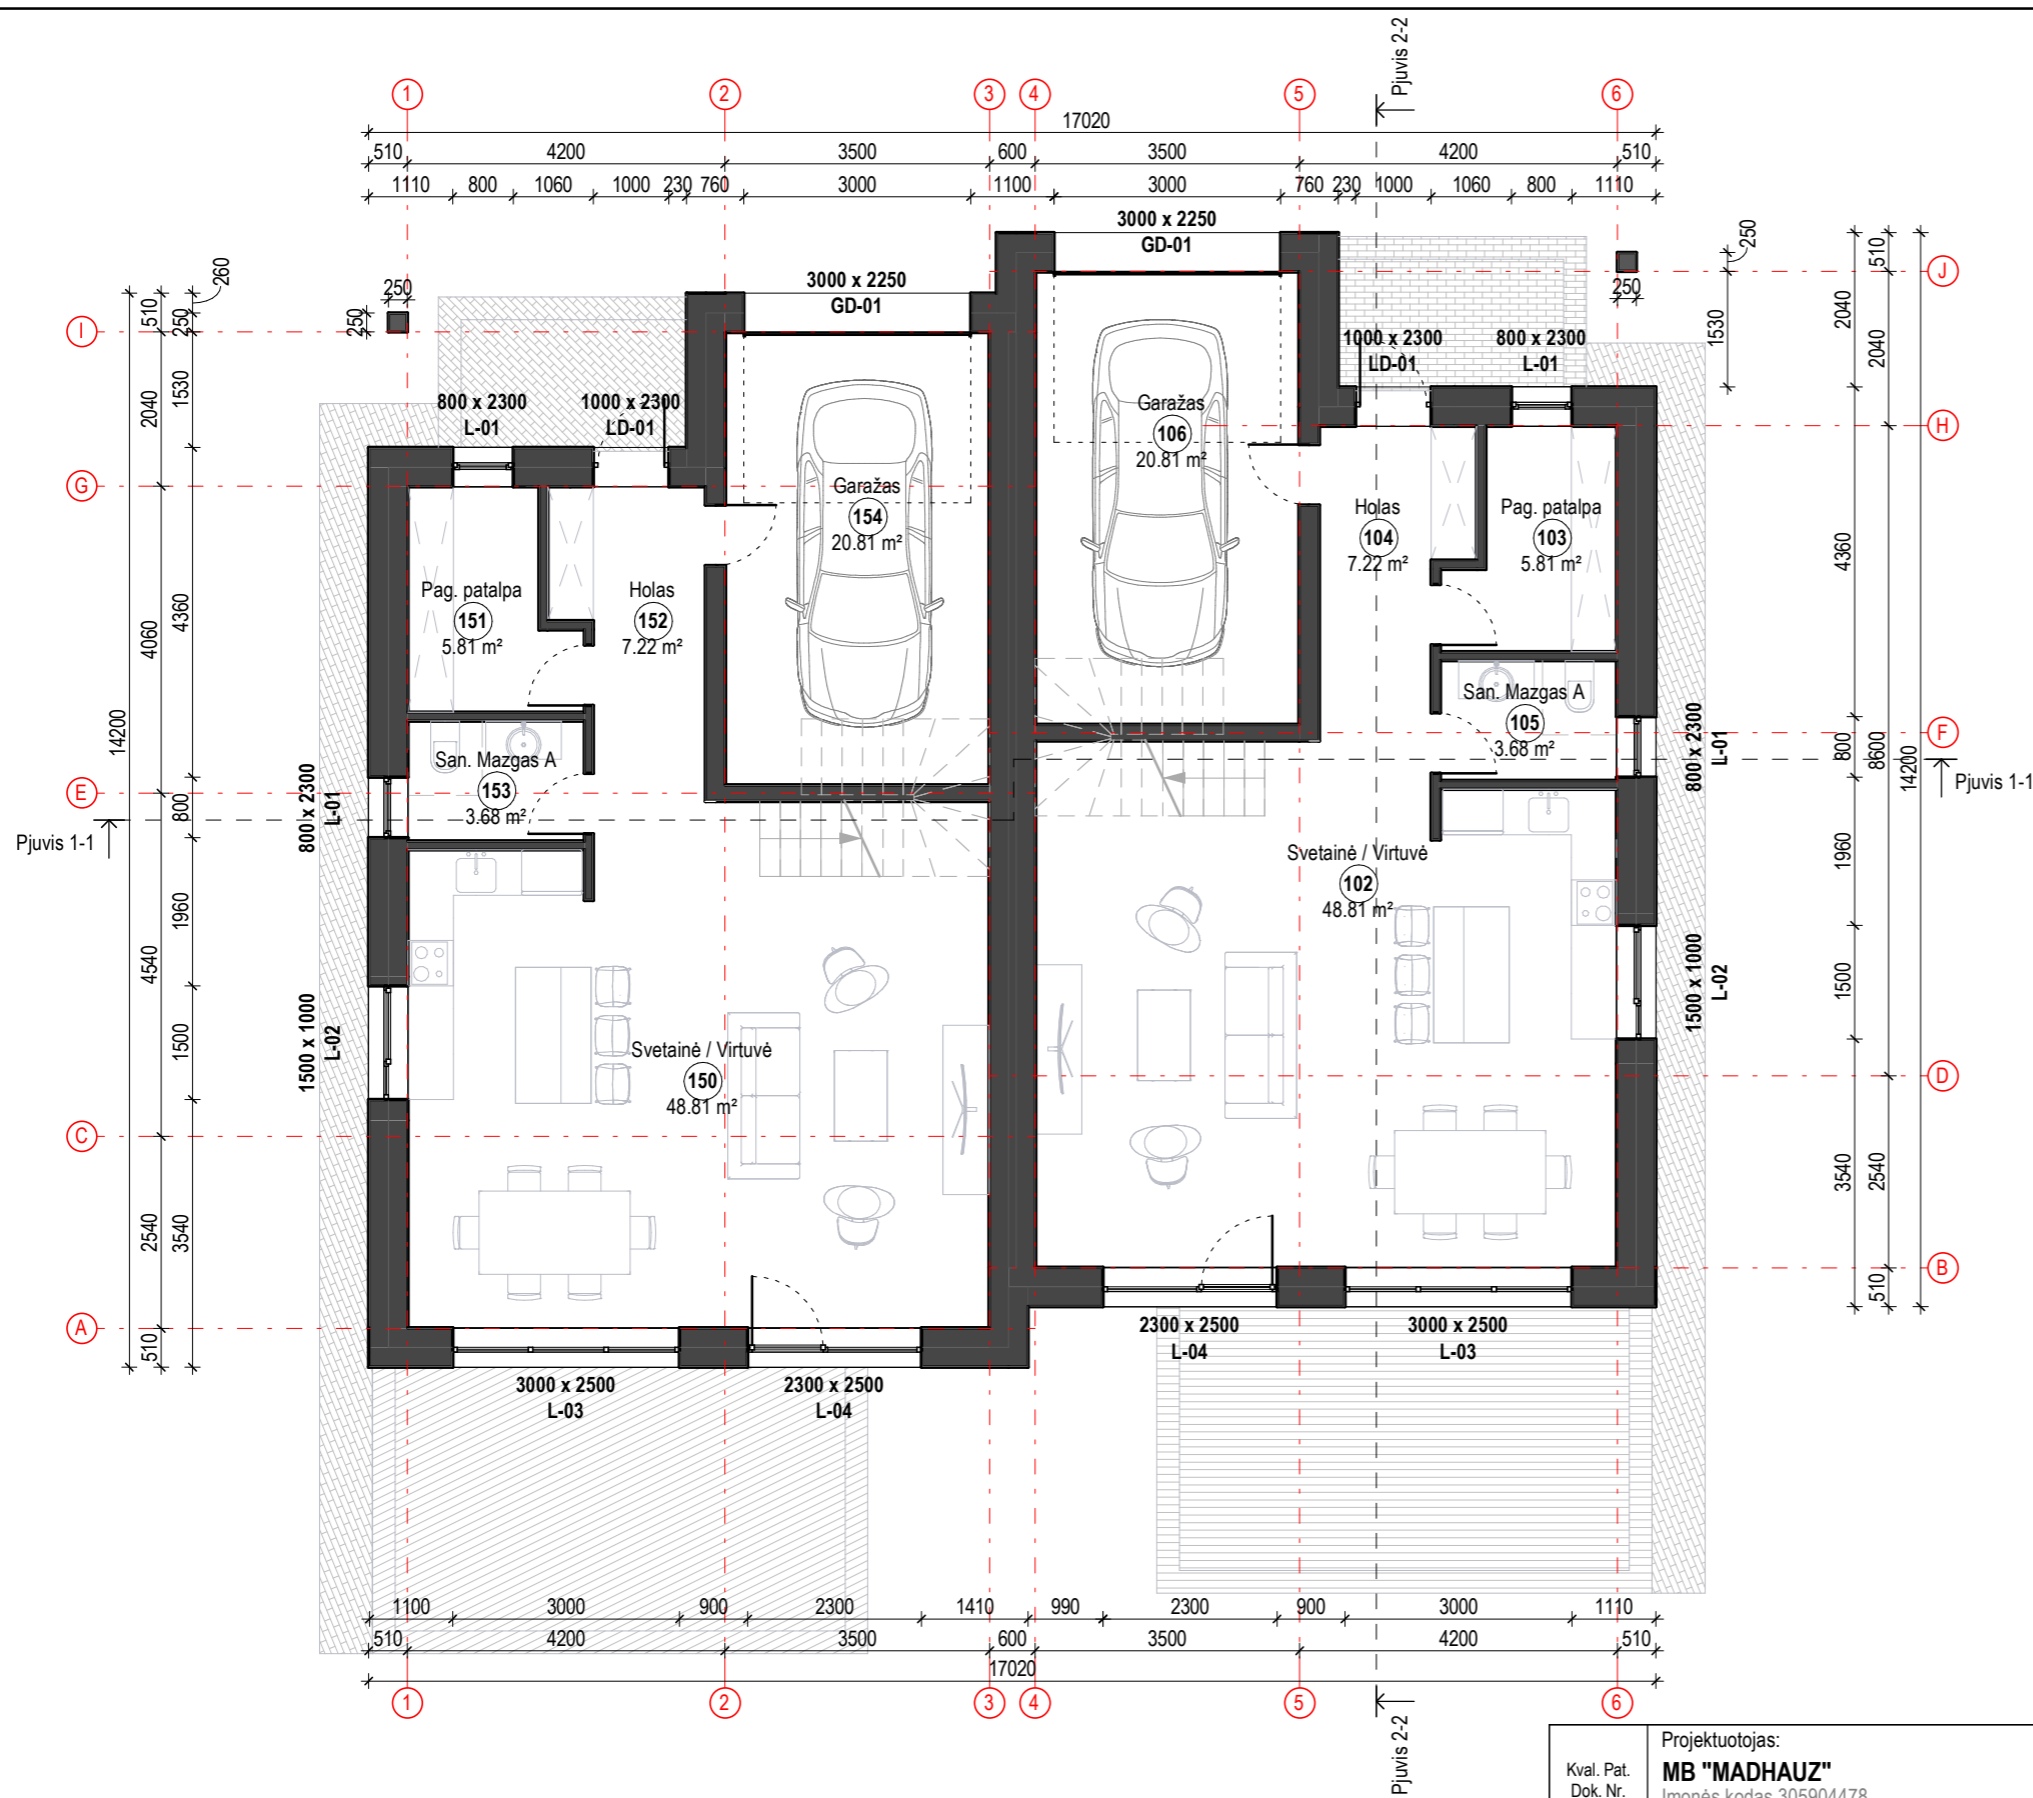 Pjuvis 2-2
1 2 3 4 5 6
17020
510 4200 3500 600 3500 4200 510
1110 800 1060 1000 230 760 3000 1100 3000 760 230 1000 1060 800 1110
3000 x 2250
GD-01
3000 x 2250
GD-01
260
250
250
250
250
510
250
1530
2040
4360
4060
14200
800
1960
4540
1500
2540
3540
510
510
2040
2040
1530
4360
800
8600
14200
1960
1500
3540
2540
510
I
G
E
C
A
J
H
F
D
B
800 x 2300
L-01
1000 x 2300
LD-01
1000 x 2300
LD-01
800 x 2300
L-01
Garažas
106
20.81 m²
Garažas
154
20.81 m²
Holas
104
7.22 m²
Pag. patalpa
103
5.81 m²
Pag. patalpa
151
5.81 m²
Holas
152
7.22 m²
San. Mazgas A
105
3.68 m²
San. Mazgas A
153
3.68 m²
800 x 2300
L-01
800 x 2300
L-01
Pjuvis 1-1
Pjuvis 1-1
Svetainė / Virtuvė
102
48.81 m²
1500 x 1000
L-02
1500 x 1000
L-02
Svetainė / Virtuvė
150
48.81 m²
2300 x 2500
L-04
3000 x 2500
L-03
3000 x 2500
L-03
2300 x 2500
L-04
1100 3000 900 2300 1410 990 2300 900 3000 1110
510 4200 3500 600 3500 4200 510
17020
1 2 3 4 5 6
Pjuvis 2-2
Projektuotojas:
Kval. Pat.
Dok. Nr.
MB "MADHAUZ"
Įmonės kodas 305904478